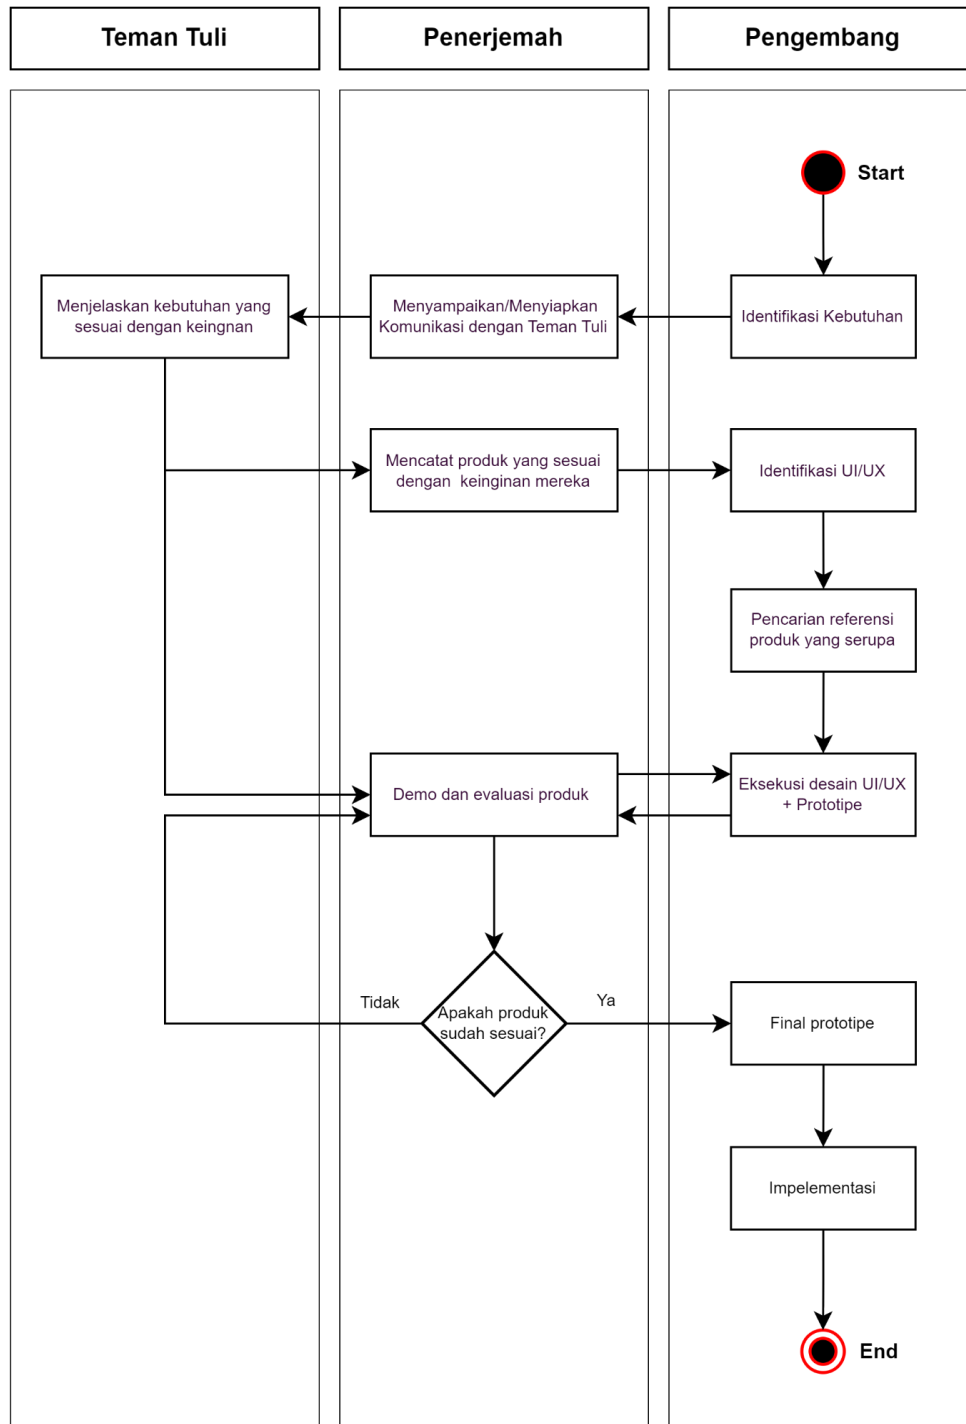 Teman Tuli
Penerjemah
Pengembang
Start
Menjelaskan kebutuhan yang
sesuai dengan keingnan
Menyampaikan/Menyiapkan
Komunikasi dengan Teman Tuli
Identifikasi Kebutuhan
Mencatat produk yang sesuai
dengan keinginan mereka
Identifikasi UI/UX
Pencarian referensi
produk yang serupa
Demo dan evaluasi produk
Eksekusi desain UI/UX
+ Prototipe
Tidak
Apakah produk
sudah sesuai?
Ya
Final prototipe
Impelementasi
End